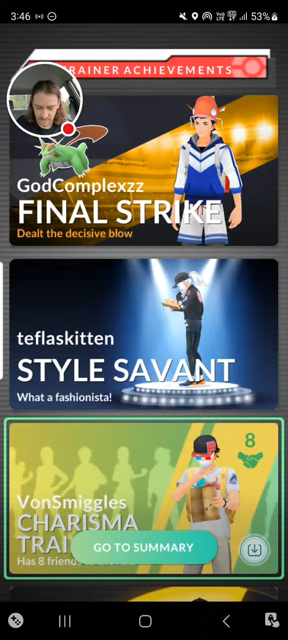 3:46
53%
TRAINER ACHIEVEMENTS
GodComplexzz
FINAL STRIKE
Dealt the decisive blow
teflaskitten
STYLE SAVANT
What a fashionista!
8
VonSmiggles
CHARISMA
GO TO SUMMARY
Has 8 friends